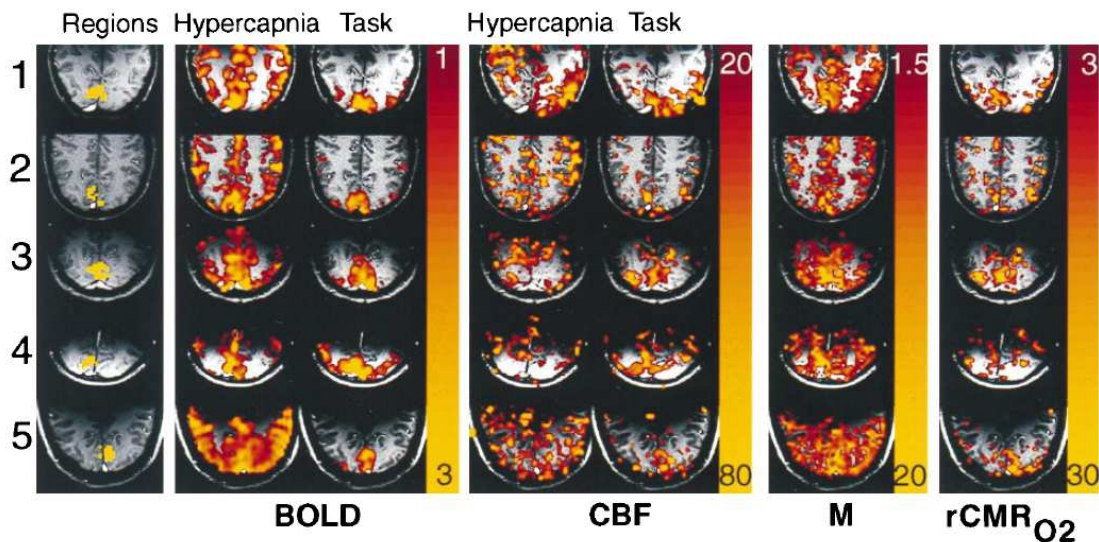 Regions Hypercapnia Task Hypercapnia Task
1 1 20 1.5 3
2
3
4
5 3 80 20 30
BOLD CBF M rCMRO2